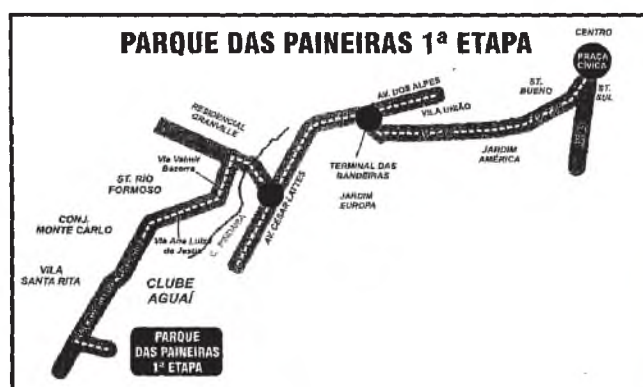 PARQUE DAS PAINEIRAS 1ª ETAPA
CENTRO
PRAÇA
CÍVICA
ST.
BUENO
ST.
SUL
AV. DOS ALPES
VILA UNIÃO
RESIDENCIAL
GRANVILLE
TERMINAL DAS
BANDEIRAS
JARDIM
AMÉRICA
JARDIM
EUROPA
Via Valmir
Bezerra
ST. RIO
FORMOSO
AV. CESAR LATTES
CONJ.
MONTE CARLO
Via Ana Luiza
de Jesus
C.
VILA
SANTA RITA
CLUBE
AGUAÍ
PARQUE
DAS PAINEIRAS
1ª ETAPA